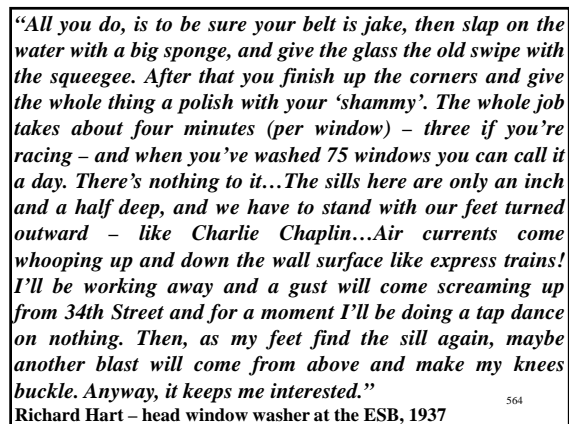 “All you do, is to be sure your belt is jake, then slap on the
water with a big sponge, and give the glass the old swipe with
the squeegee. After that you finish up the corners and give
the whole thing a polish with your ‘shammy’. The whole job
takes about four minutes (per window) – three if you’re
racing – and when you’ve washed 75 windows you can call it
a day. There’s nothing to it…The sills here are only an inch
and a half deep, and we have to stand with our feet turned
outward – like Charlie Chaplin…Air currents come
whooping up and down the wall surface like express trains!
I’ll be working away and a gust will come screaming up
from 34th Street and for a moment I’ll be doing a tap dance
on nothing. Then, as my feet find the sill again, maybe
another blast will come from above and make my knees
buckle. Anyway, it keeps me interested.”
564
Richard Hart – head window washer at the ESB, 1937